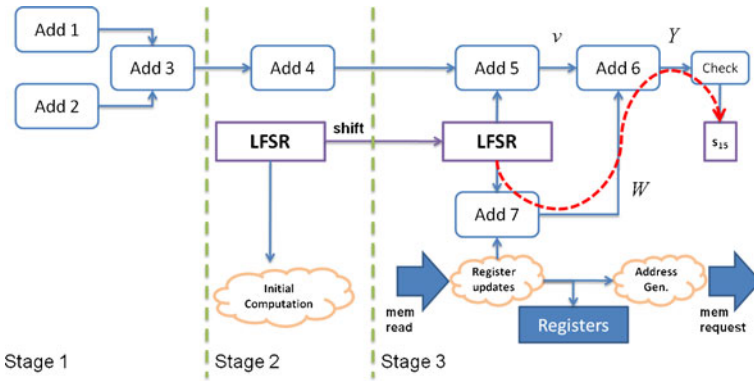 Add 1
Add 2
Add 3
Add 4
Add 5
v
Add 6
Y
Check
LFSR
shift
LFSR
s15
W
Add 7
Initial
Computation
mem
read
Register
updates
Address
Gen.
mem
request
Registers
Stage 1
Stage 2
Stage 3